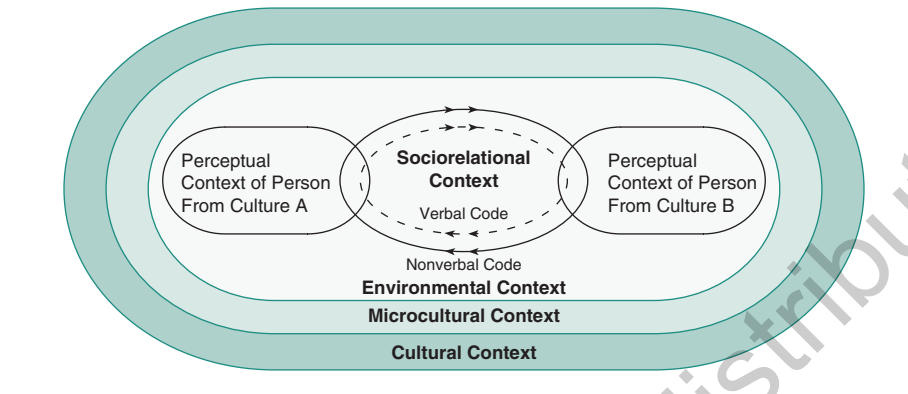 Perceptual
Context of Person
From Culture A
Sociorelational
Context
Verbal Code
Nonverbal Code
Perceptual
Context of Person
From Culture B
Environmental Context
Microcultural Context
Cultural Context